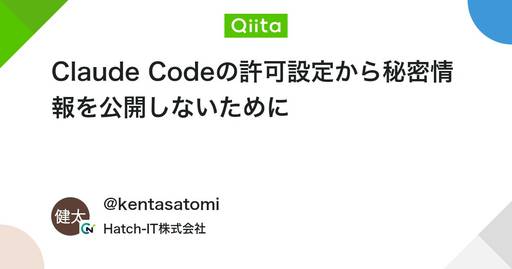 Qiita
Claude Codeの許可設定から秘密情
報を公開しないために
健太
@kentasatomi
Hatch-IT株式会社